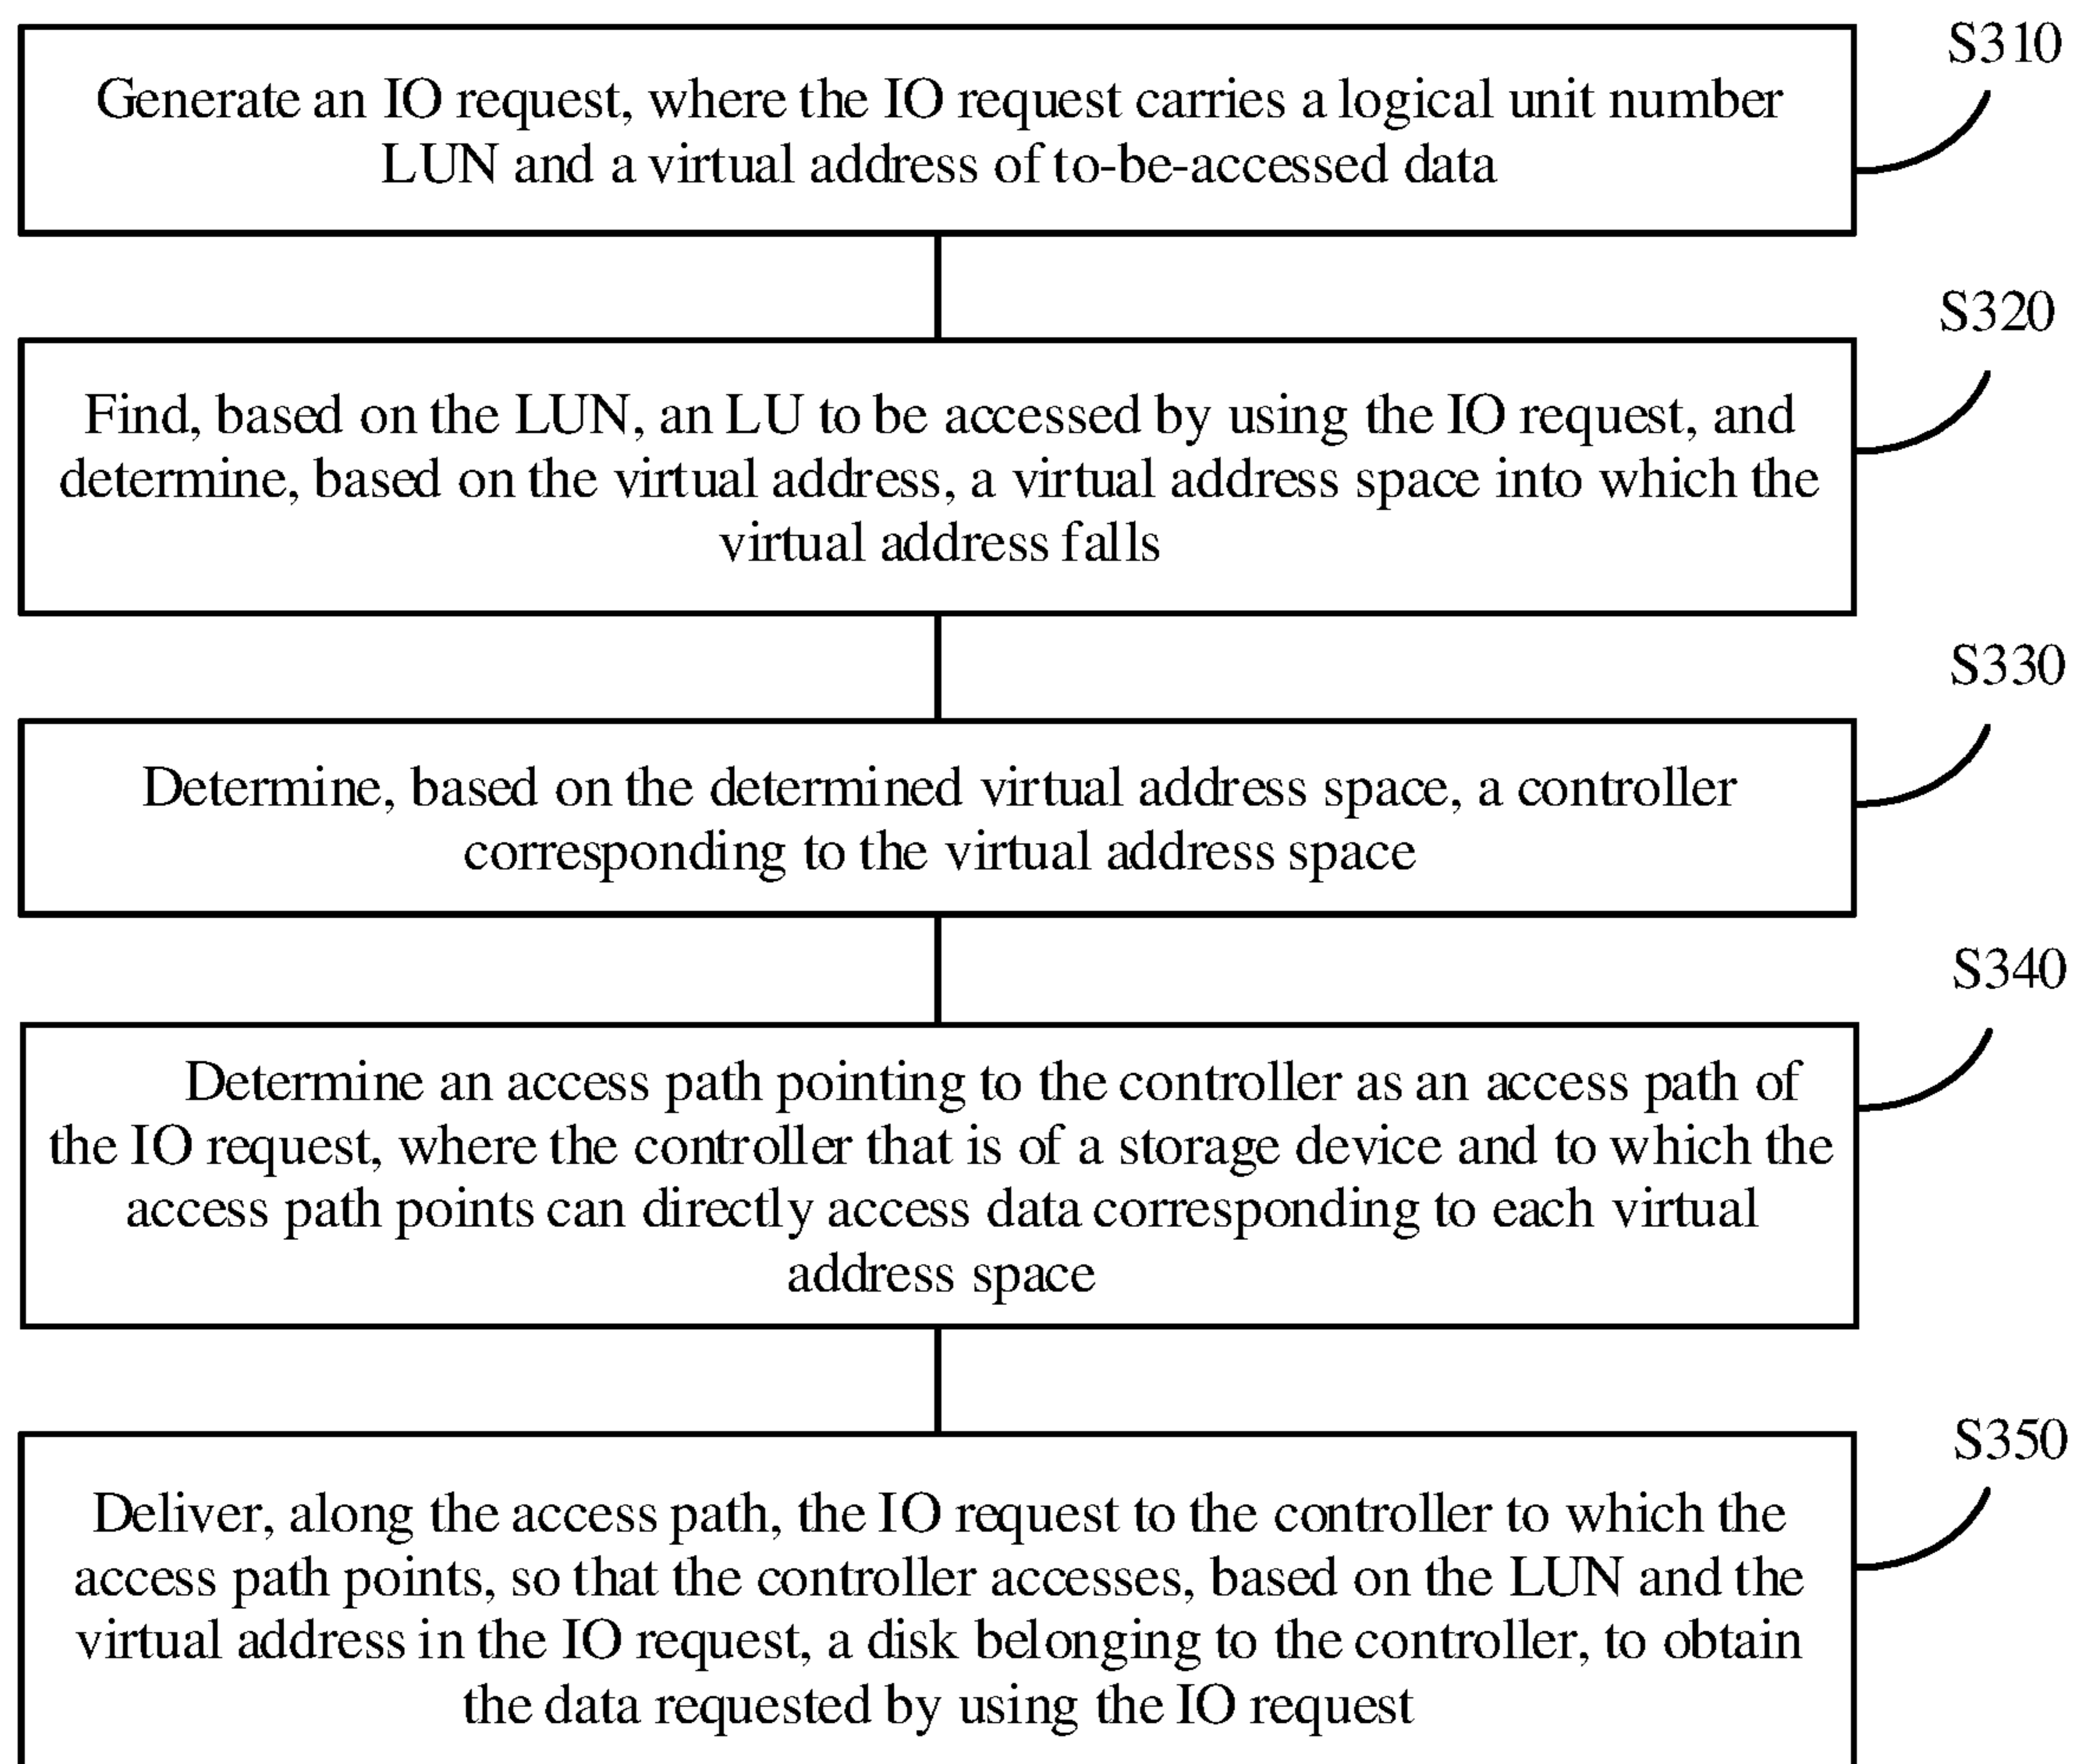 S310
Generate an IO request, where the IO request carries a logical unit number
LUN and a virtual address of to-be-accessed data
S320
Find, based on the LUN, an LU to be accessed by using the IO request, and
determine, based on the virtual address, a virtual address space into which the
virtual address falls
S330
Determine, based on the determined virtual address space, a controller
corresponding to the virtual address space
S340
Determine an access path pointing to the controller as an access path of
the IO request, where the controller that is of a storage device and to which the
access path points can directly access data corresponding to each virtual
address space
S350
Deliver, along the access path, the IO request to the controller to which the
access path points, so that the controller accesses, based on the LUN and the
virtual address in the IO request, a disk belonging to the controller, to obtain
the data requested by using the IO request